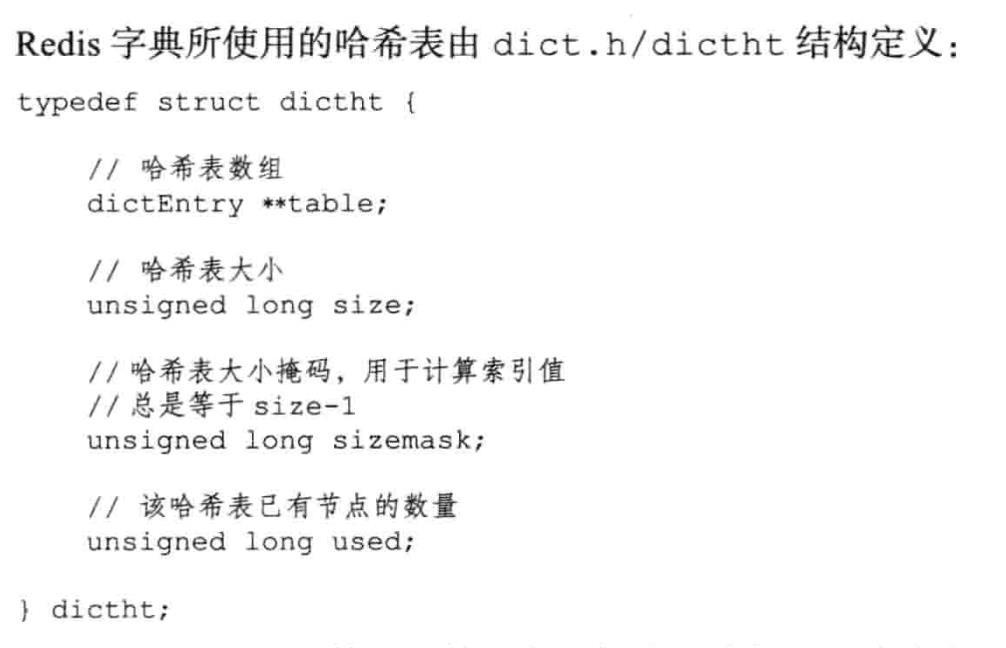 Redis 字典所使用的哈希表由 dict.h/dictht 结构定义：
typedef struct dictht {
// 哈希表数组
dictEntry **table;
// 哈希表大小
unsigned long size;
// 哈希表大小掩码，用于计算索引值
// 总是等于 size-1
unsigned long sizemask;
// 该哈希表已有节点的数量
unsigned long used;
} dictht;